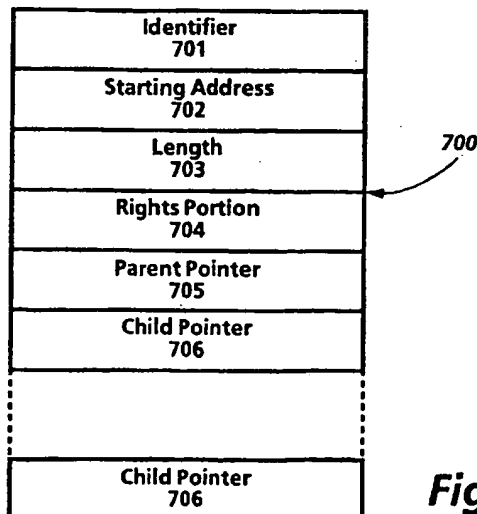 Identifier
701
Starting Address
702
Length
703
700
Rights Portion
704
Parent Pointer
705
Child Pointer
706
Child Pointer
706
Fig